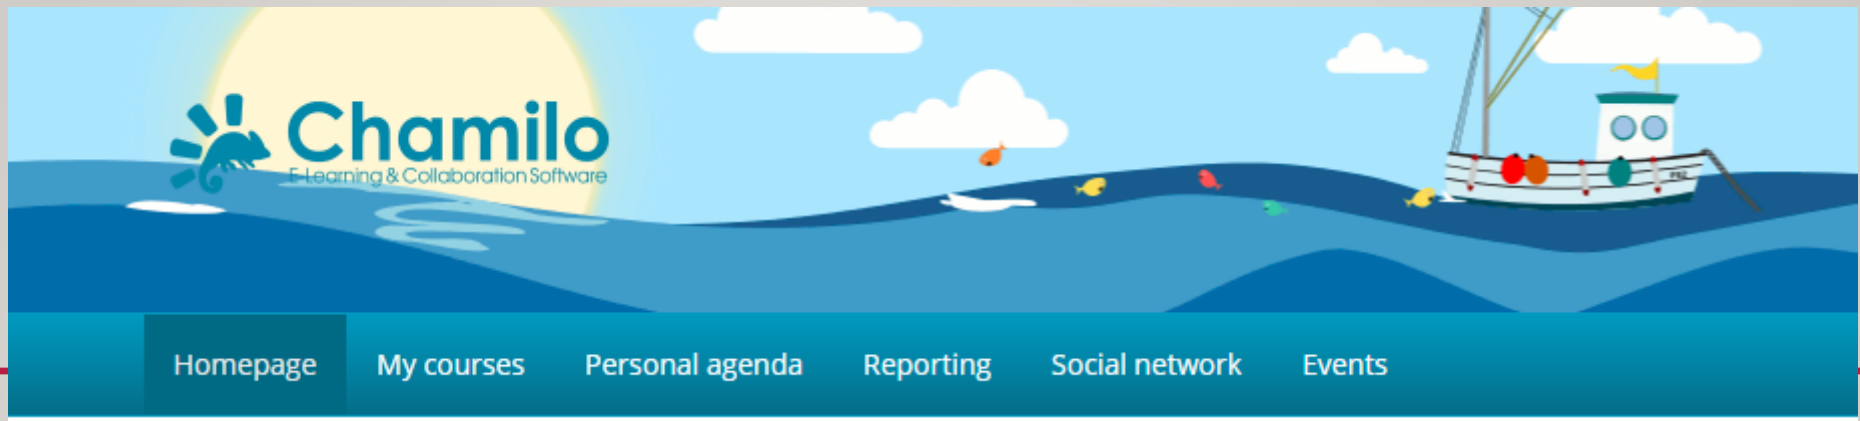 Chamilo
E-Learning & Collaboration Software
Homepage My courses Personal agenda Reporting Social network Events